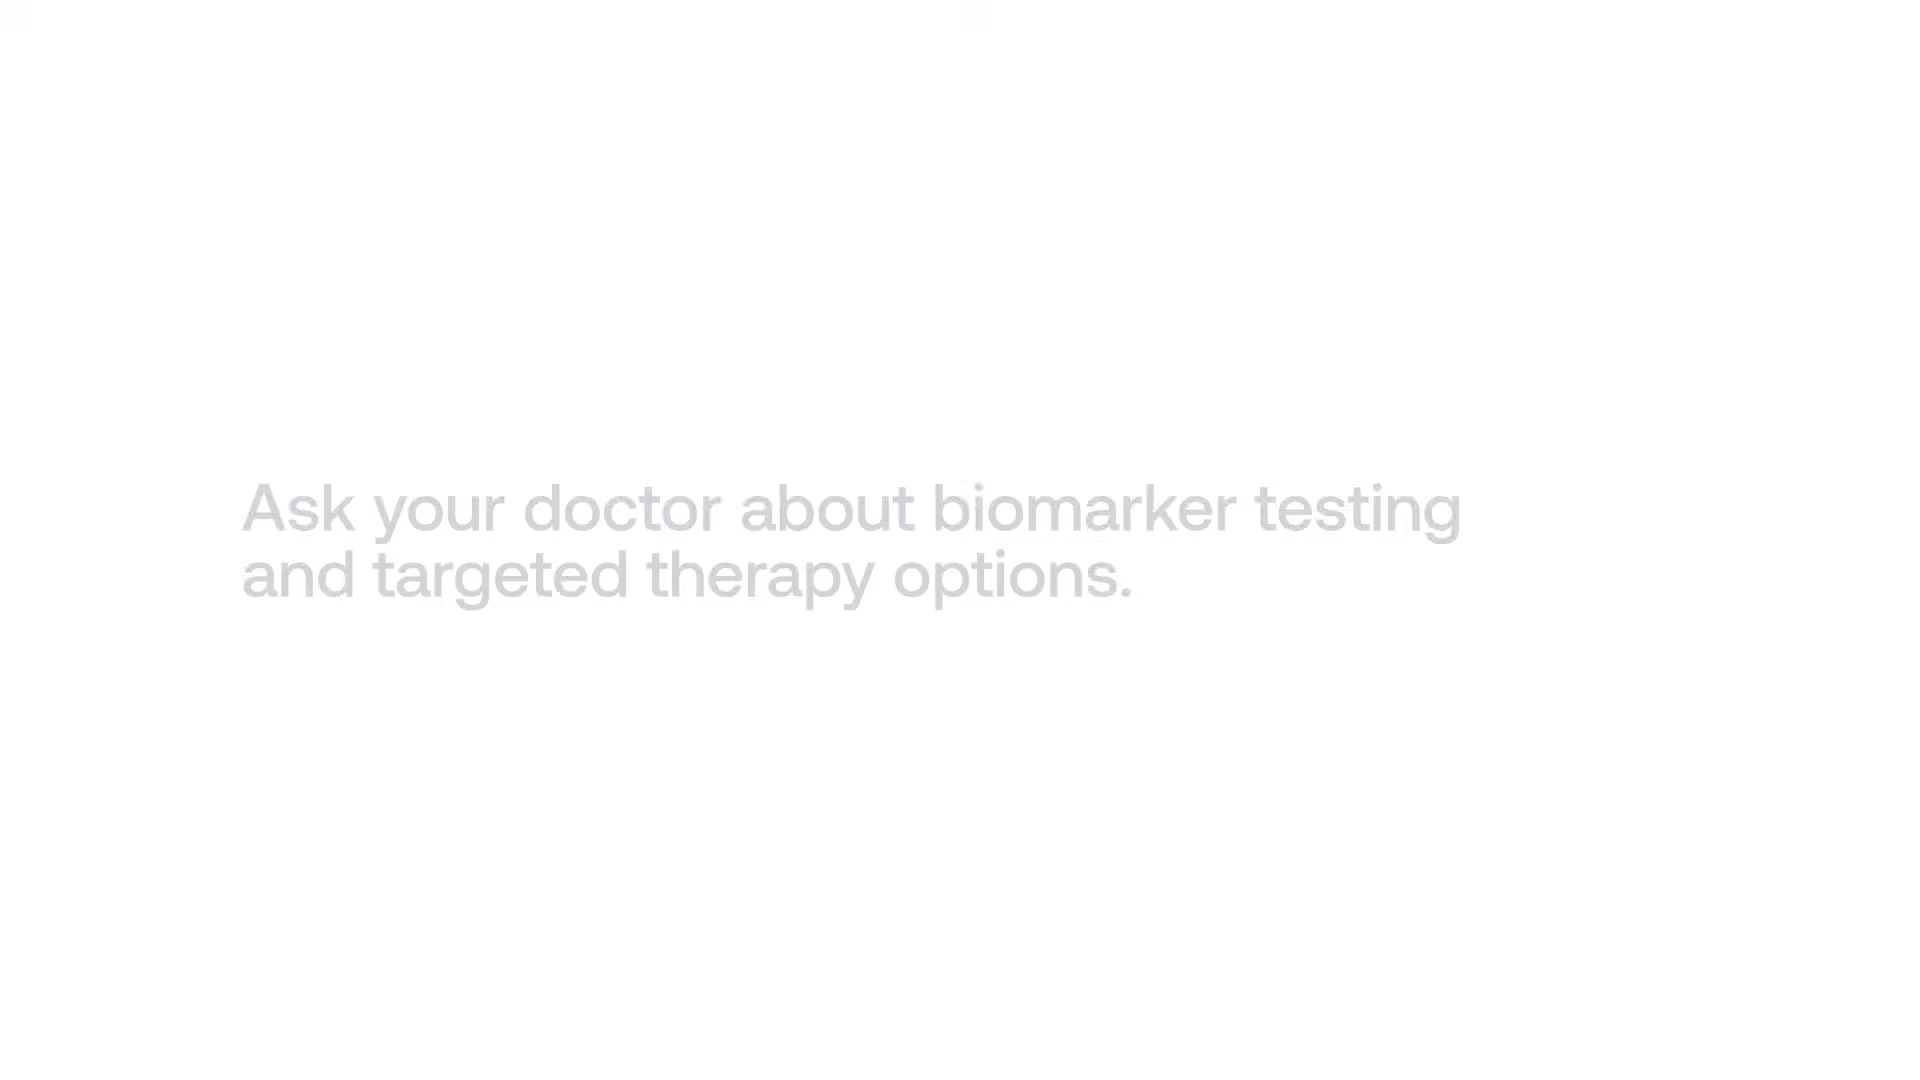 Ask your doctor about biomarker testing
and targeted therapy options.